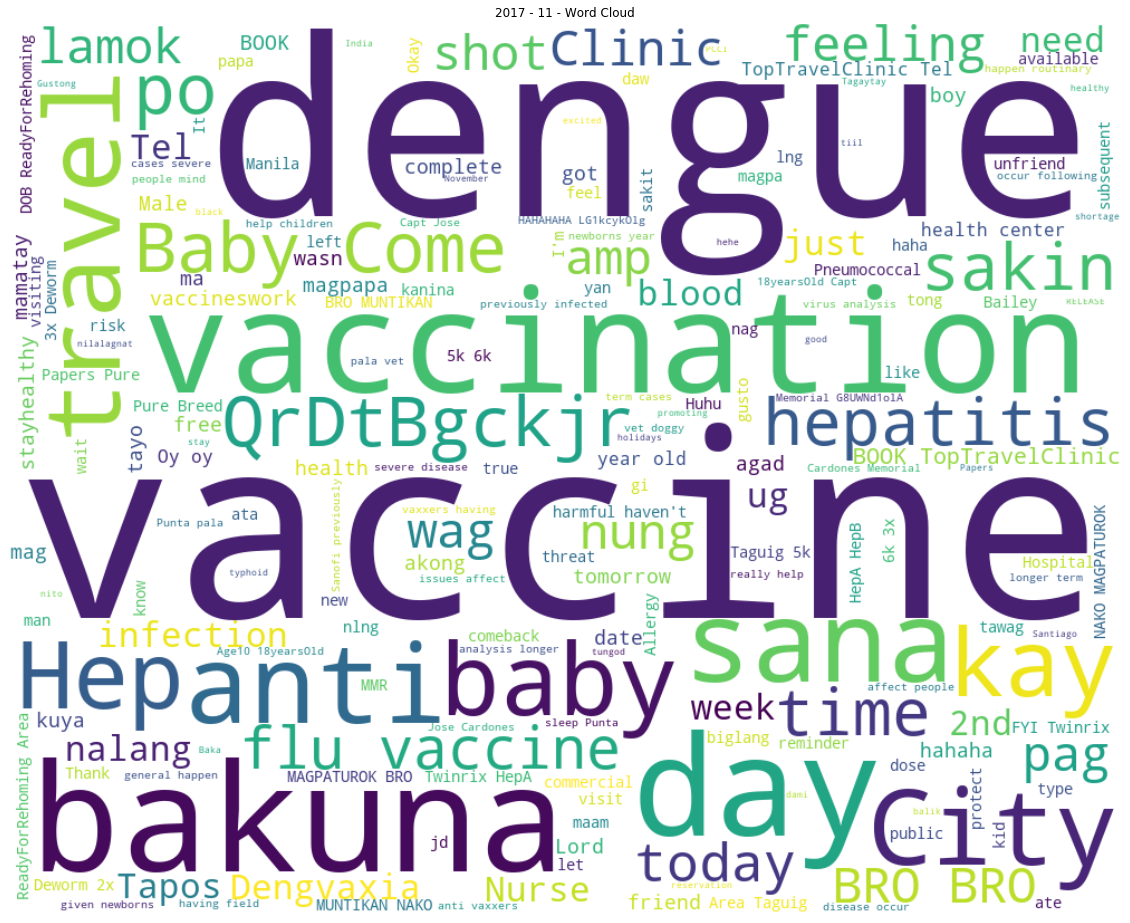 2017 - 11 - Word Cloud
lamok
BOOK
India
papa
Gustong
Okay
shot
Clinic
PCCI
daw
feeling
need
available
TopTravelClinic Tel
happen routinary
Tagaytay
healthy
boy
DOB ReadyForRehoming
travel
po
It
dengue
Tel
cases severe
people mind
Manila
complete
November
excited
got
feel
sakit
lng
magpa
tiil
unfriend
occur following
subsequent
shortage
Male
black
help children
Capt Jose
HAHAHAHA LG1kcykOlg
hehe
health center
Baby
left
wasn
Come
I'm
newborns year
amp
just
haha
sakin
Pneumococcal
mamatay
visiting
3x Deworm
ma
magpapa
kanina
yan
blood
18yearsOld Capt
vaccineswork
BRO MUNTIKAN
previously infected
virus analysis
tong
Bailey
RELEASE
risk
nilalagnat
vaccination
pala vet
5k 6k
nag
good
like
stayhealthy
Papers Pure
Pure Breed
free
QrDtBgckjr
term cases
promoting
Huhu
gusto
Memorial G8UWNd1olA
hepatitis
wait
tayo
stay
Oy oy
vet doggy
holidays
BOOK TopTravelClinic
health
severe disease
true
year old
agad
Cardones Memorial
Papers
vaccine
Sanofi previously
vaxxers having
gi
ug
harmful haven't
Punta pala
ata
wag
nung
mag
akong
threat
Taguig 5k
HepA HepB
6k 3x
Hospital
NAKO MAGPATUROK
typhoid
issues affect
tomorrow
really help
longer term
nito
know
new
man
infection
nlng
comeback
date
Allergy
sana
tawag
Santiago
Age10 18yearsOld
analysis longer
tungod
Hep
anti
MMR
baby
kay
affect people
week
time
kuya
Jose Cardones
sleep Punta
2nd
FYI Twinrix
ReadyForRehoming Area
nalang
Baka
flu vaccine
biglang
reminder
hahaha
pag
Thank
general happen
MAGPATUROK BRO
Twinrix HepA
commercial
day
dose
type
bakuna
visit
dami
City
protect
kid
balik
public
jd
maam
Lord
let
today
Deworm 2x
Tapos
Dengvaxia
Nurse
reservation
BRO BRO
given newborns
having field
MUNTIKAN NAKO
anti vaxxers
friend
Area Taguig
disease occur
ate